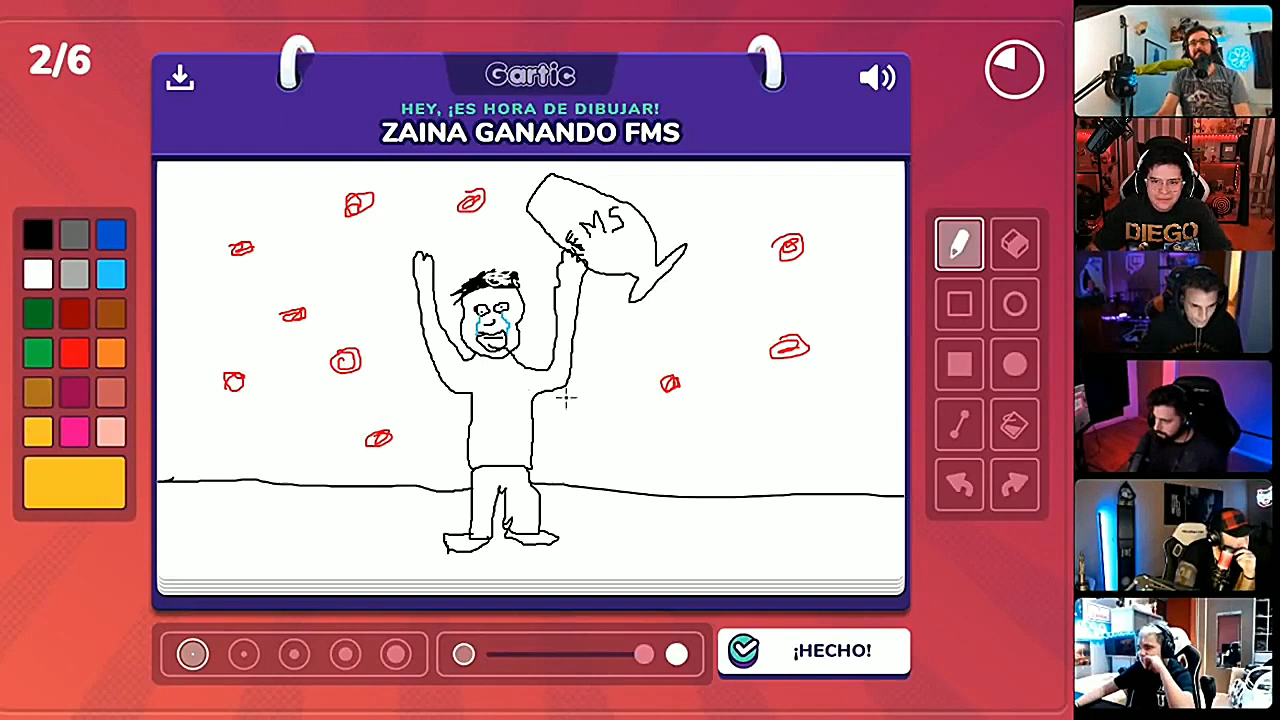 2/6
Gartic
HEY, ¡ES HORA DE DIBUJAR!
ZAINA GANANDO FMS
FMS
¡HECHO!
DIEGO